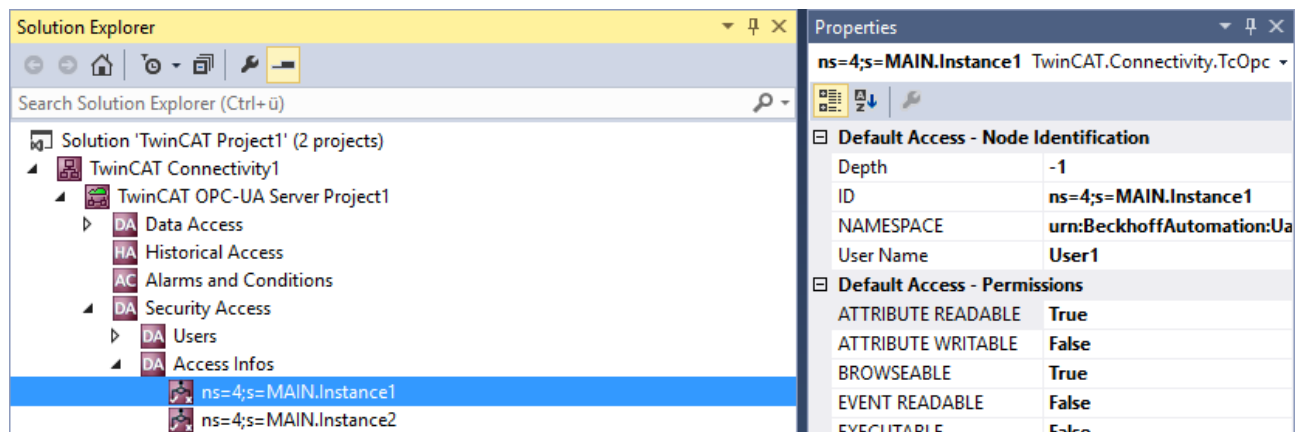 Solution Explorer
Search Solution Explorer (Ctrl+ü)
Solution 'TwinCAT Project1' (2 projects)
TwinCAT Connectivity1
TwinCAT OPC-UA Server Project1
DA Data Access
HA Historical Access
AC Alarms and Conditions
DA Security Access
DA Users
DA Access Infos
ns=4;s=MAIN.Instance1
ns=4;s=MAIN.Instance2
Properties
ns=4;s=MAIN.Instance1 TwinCAT.Connectivity.TcOpc
Default Access - Node Identification
Depth -1
ID ns=4;s=MAIN.Instance1
NAMESPACE urn:BeckhoffAutomation:Ua
User Name User1
Default Access - Permissions
ATTRIBUTE READABLE True
ATTRIBUTE WRITABLE False
BROWSEABLE True
EVENT READABLE False
EXECUTABLE False